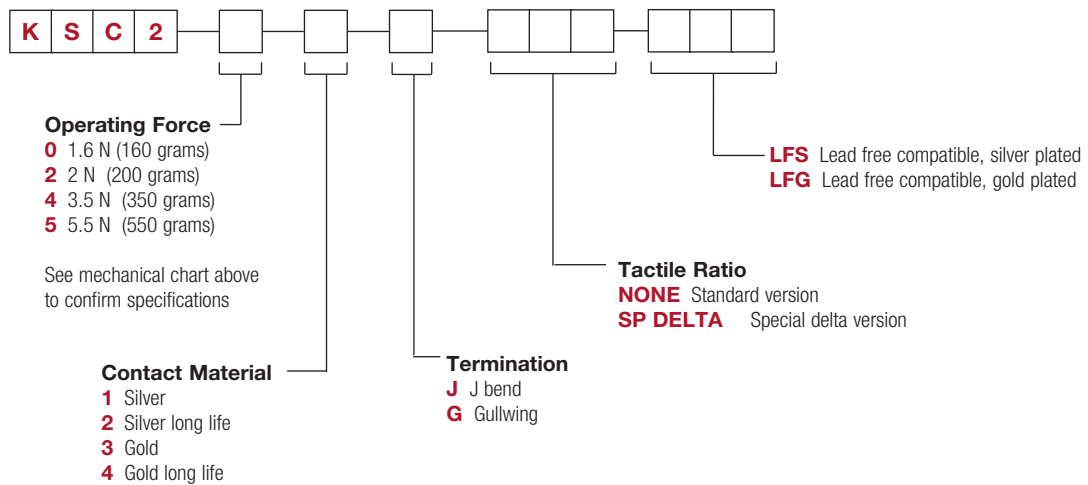 K S C 2
Operating Force
0 1.6 N (160 grams)
2 2 N (200 grams)
4 3.5 N (350 grams)
5 5.5 N (550 grams)
See mechanical chart above
to confirm specifications
LFS Lead free compatible, silver plated
LFG Lead free compatible, gold plated
Tactile Ratio
NONE Standard version
SP DELTA Special delta version
Contact Material
1 Silver
2 Silver long life
3 Gold
4 Gold long life
Termination
J J bend
G Gullwing